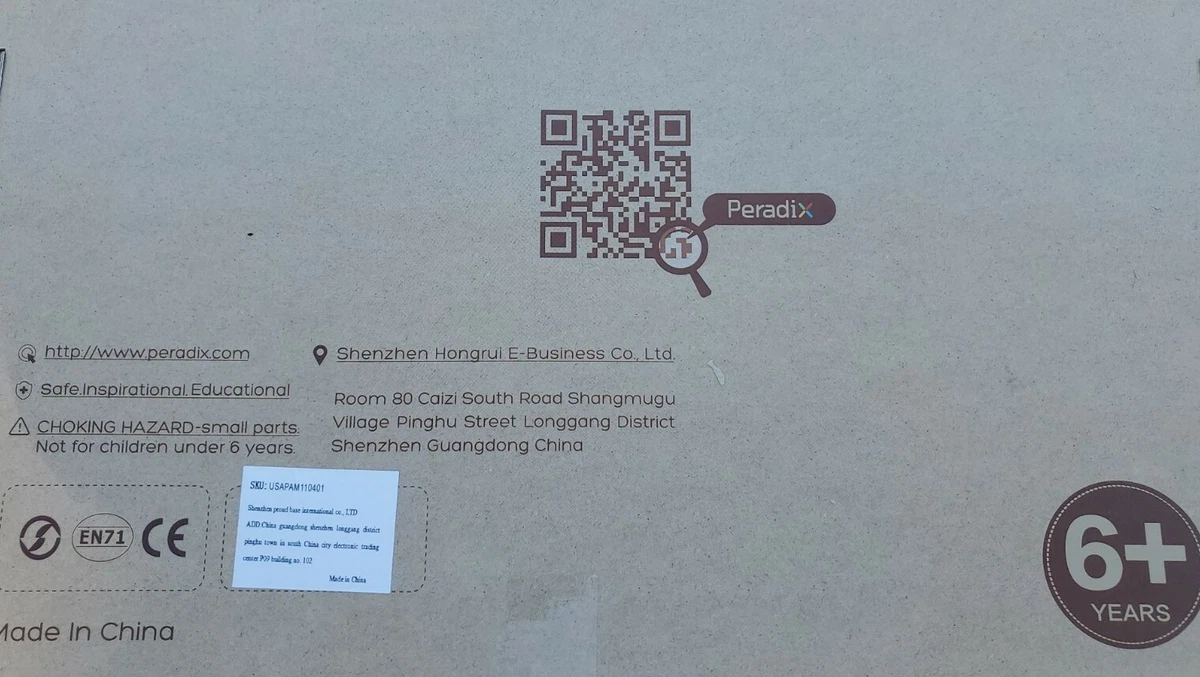 Peradix
http://www.peradix.com
Safe.Inspirational.Educational
CHOKING HAZARD-small parts.
Not for children under 6 years.
Shenzhen Hongrui E-Business Co., Ltd.
Room 80 Caizi South Road Shangmugu
Village Pinghu Street Longgang District
Shenzhen Guangdong China
EN71
CE
SKU: USAPAM110401
Shenzhen proud base international co., LTD
ADD:China guangdong shenzhen longgang district
pinghu town in south China city electronic trading
center P09 building no. 102
Made in China
Made In China
6+
YEARS